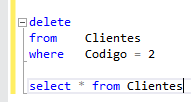 delete
from Clientes
where Codigo = 2
select * from Clientes